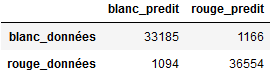 blanc_predit rouge_predit
blanc_données 33185 1166
rouge_données 1094 36554